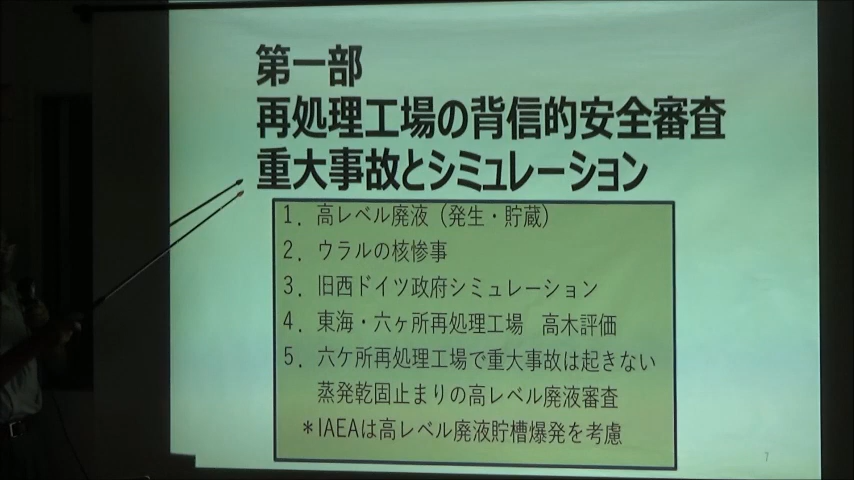 第一部
再処理工場の背信的安全審査
重大事故とシミュレーション
1．高レベル廃液（発生・貯蔵）
2．ウラルの核惨事
3．旧西ドイツ政府シミュレーション
4．東海・六ヶ所再処理工場　高木評価
5．六ケ所再処理工場で重大事故は起きない
蒸発乾固止まりの高レベル廃液審査
＊IAEAは高レベル廃液貯槽爆発を考慮
7